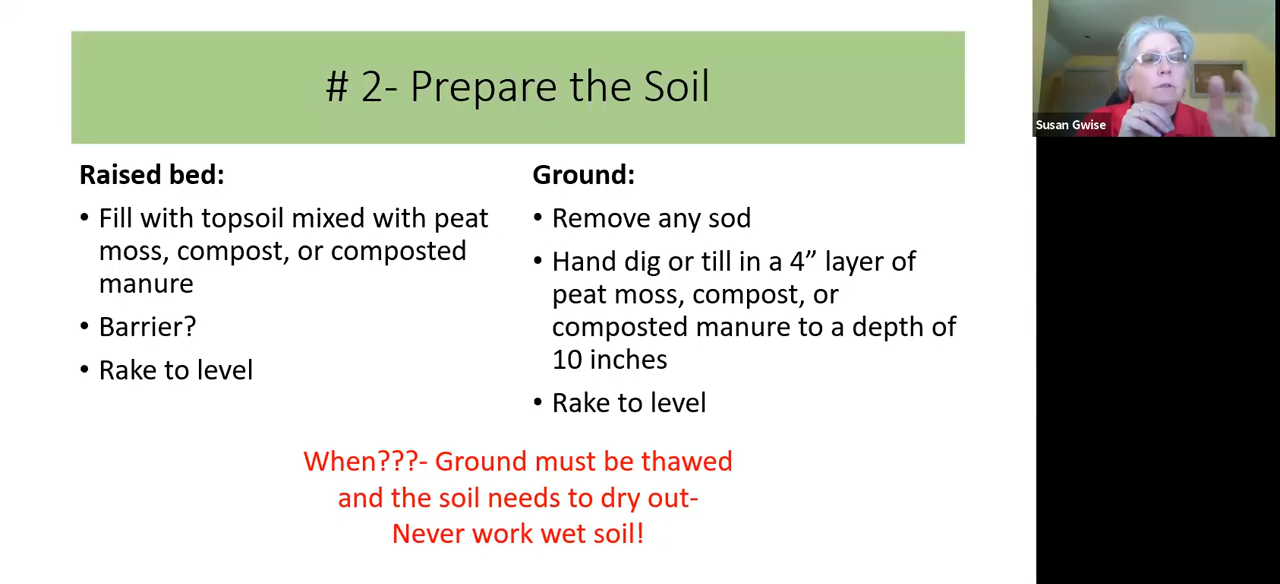 # 2- Prepare the Soil
Susan Gwise
Raised bed:
• Fill with topsoil mixed with peat
moss, compost, or composted
manure
• Barrier?
• Rake to level
Ground:
• Remove any sod
• Hand dig or till in a 4” layer of
peat moss, compost, or
composted manure to a depth of
10 inches
• Rake to level
When???- Ground must be thawed
and the soil needs to dry out-
Never work wet soil!